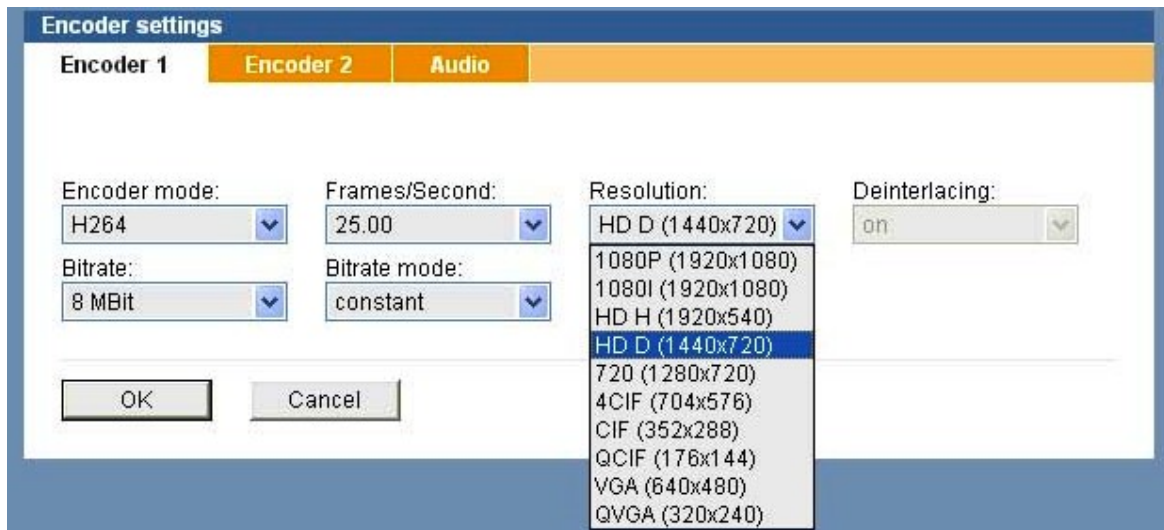 Encoder settings
Encoder 1 Encoder 2 Audio
Encoder mode: Frames/Second: Resolution: Deinterlacing:
H264 25.00 HD D (1440x720) on
Bitrate: Bitrate mode:
8 MBit constant
1080P (1920x1080)
1080I (1920x1080)
HD H (1920x540)
HD D (1440x720)
720 (1280x720)
4CIF (704x576)
CIF (352x288)
QCIF (176x144)
VGA (640x480)
QVGA (320x240)
OK Cancel